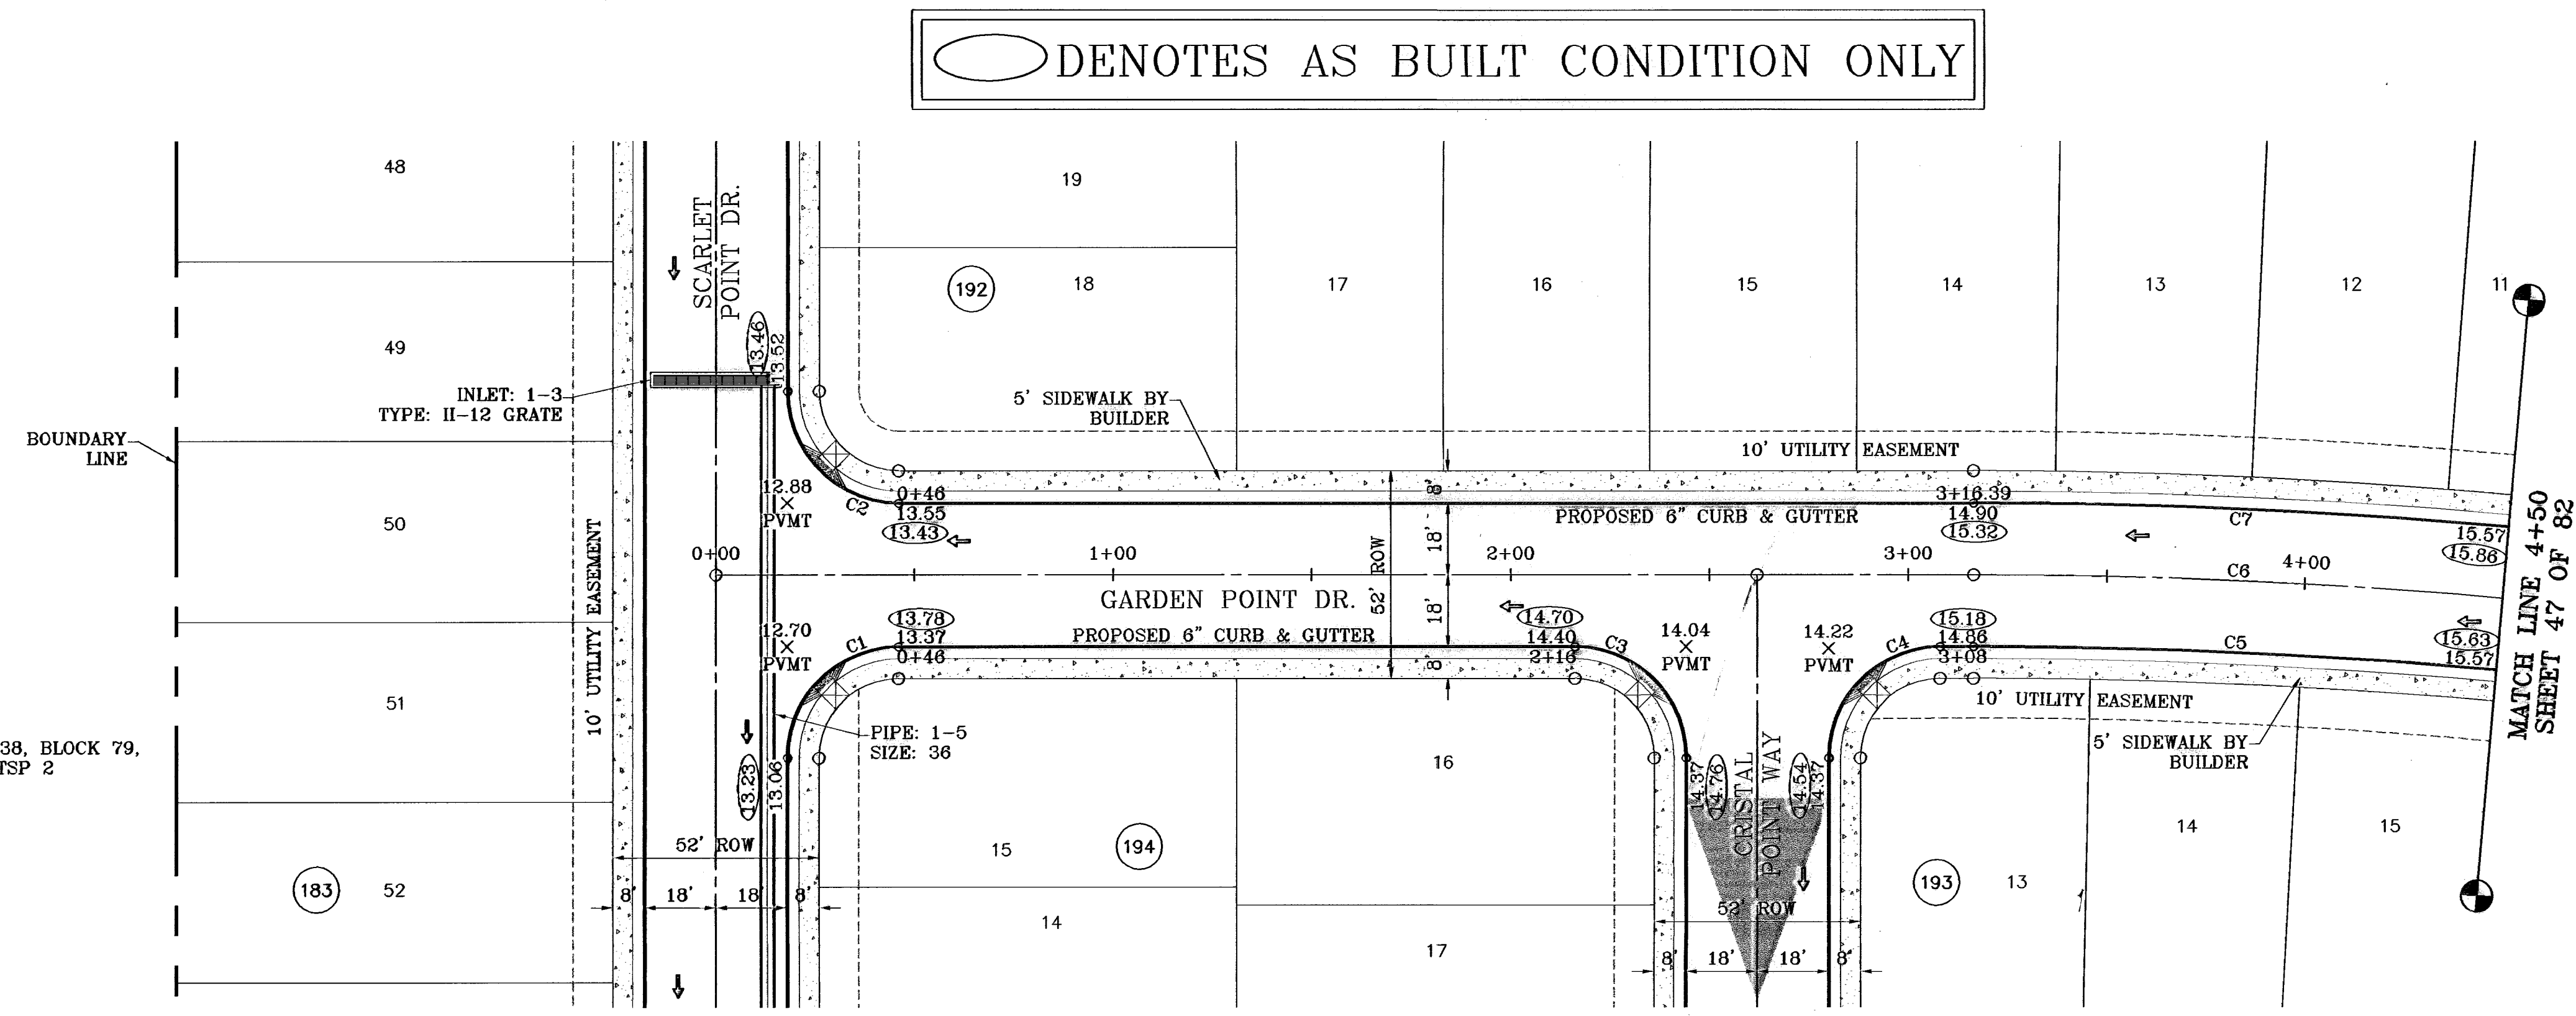 DENOTES AS BUILT CONDITION ONLY
48
49
50
51
52
183
BOUNDARY
LINE
INLET: 1-3
TYPE: II-12 GRATE
38, BLOCK 79,
TSP 2
10' UTILITY EASEMENT
SCARLET
POINT DR.
13.46
13.52
19
192
18
17
16
15
14
13
12
11
5' SIDEWALK BY
BUILDER
10' UTILITY EASEMENT
12.88
PVMT
C2
0+46
13.55
13.43
PROPOSED 6" CURB & GUTTER
3+16.39
14.90
15.32
C7
15.57
15.86
0+00
1+00
2+00
3+00
4+00
C6
52' ROW
8'
18'
18'
8'
GARDEN POINT DR.
PROPOSED 6" CURB & GUTTER
12.70
PVMT
C1
13.78
13.37
0+46
14.70
14.40
2+16
C3
14.04
PVMT
14.22
PVMT
C4
15.18
14.86
3+08
C5
15.63
15.57
MATCH LINE 4+50
SHEET 47 OF 82
10' UTILITY EASEMENT
5' SIDEWALK BY
BUILDER
PIPE: 1-5
SIZE: 36
13.23
13.06
52' ROW
8'
18'
18'
8'
15
194
14
16
17
14.37
14.76
CRISTAL
POINT WAY
14.54
14.37
52' ROW
8'
18'
18'
8'
193
13
14
15